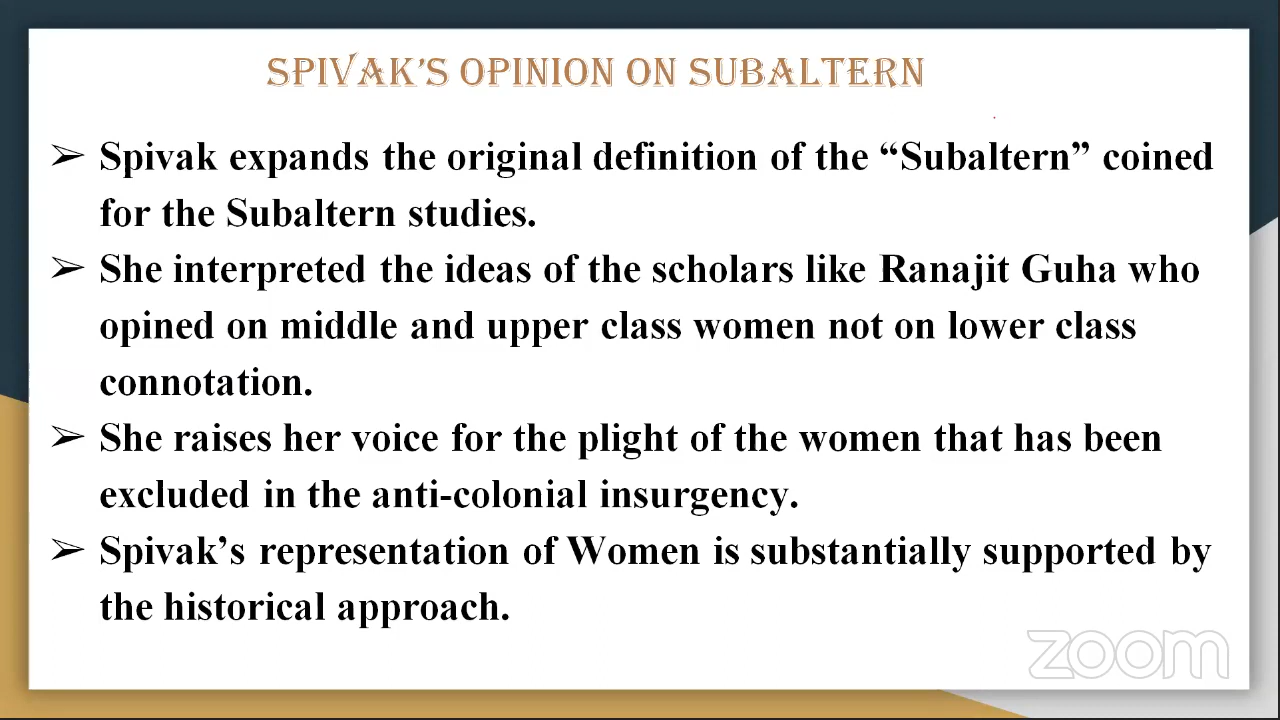 SPIVAK'S OPINION ON SUBALTERN
➢ Spivak expands the original definition of the “Subaltern” coined
for the Subaltern studies.
➢ She interpreted the ideas of the scholars like Ranajit Guha who
opined on middle and upper class women not on lower class
connotation.
➢ She raises her voice for the plight of the women that has been
excluded in the anti-colonial insurgency.
➢ Spivak’s representation of Women is substantially supported by
the historical approach.
zoom